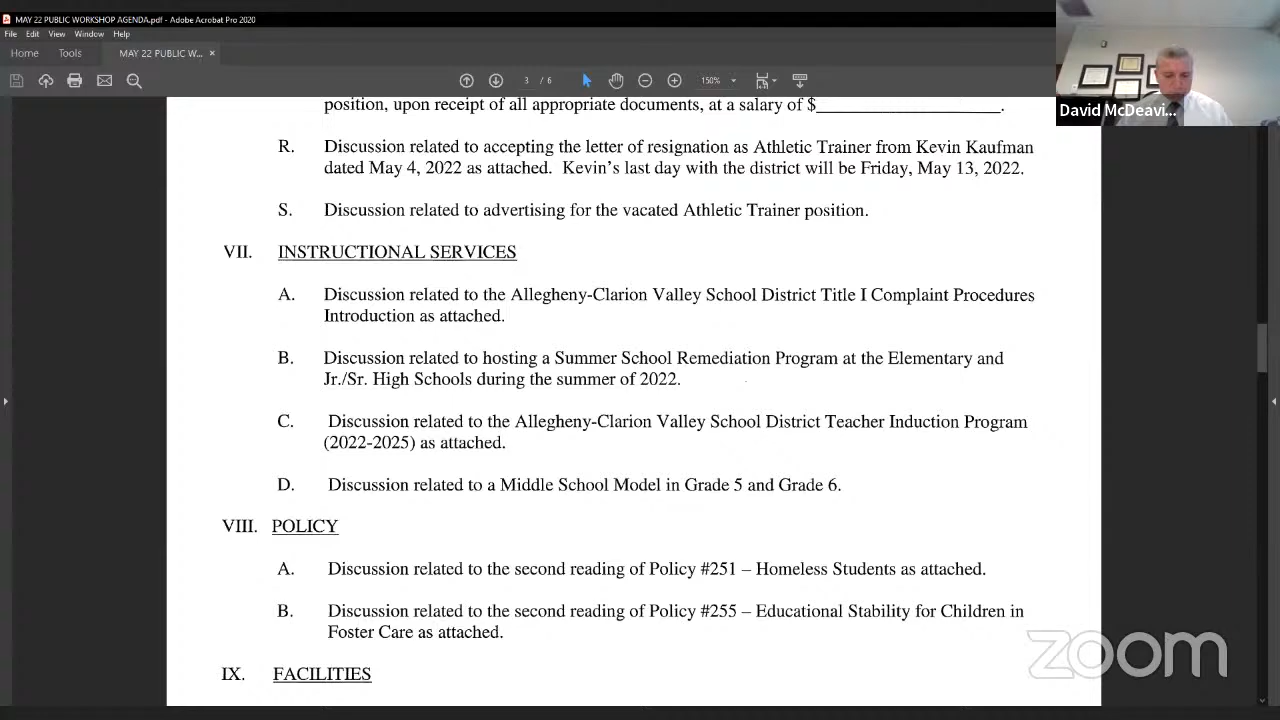 MAY 22 PUBLIC WORKSHOP AGENDA.pdf - Adobe Acrobat Pro 2020
File Edit View Window Help
Home Tools MAY 22 PUBLIC W... ×
3 / 6 150%
David McDeavi...
position, upon receipt of all appropriate documents, at a salary of $____________________.
R. Discussion related to accepting the letter of resignation as Athletic Trainer from Kevin Kaufman
dated May 4, 2022 as attached. Kevin's last day with the district will be Friday, May 13, 2022.
S. Discussion related to advertising for the vacated Athletic Trainer position.
VII. INSTRUCTIONAL SERVICES
A. Discussion related to the Allegheny-Clarion Valley School District Title I Complaint Procedures
Introduction as attached.
B. Discussion related to hosting a Summer School Remediation Program at the Elementary and
Jr./Sr. High Schools during the summer of 2022.
C. Discussion related to the Allegheny-Clarion Valley School District Teacher Induction Program
(2022-2025) as attached.
D. Discussion related to a Middle School Model in Grade 5 and Grade 6.
VIII. POLICY
A. Discussion related to the second reading of Policy #251 – Homeless Students as attached.
B. Discussion related to the second reading of Policy #255 – Educational Stability for Children in
Foster Care as attached.
zoom
IX. FACILITIES